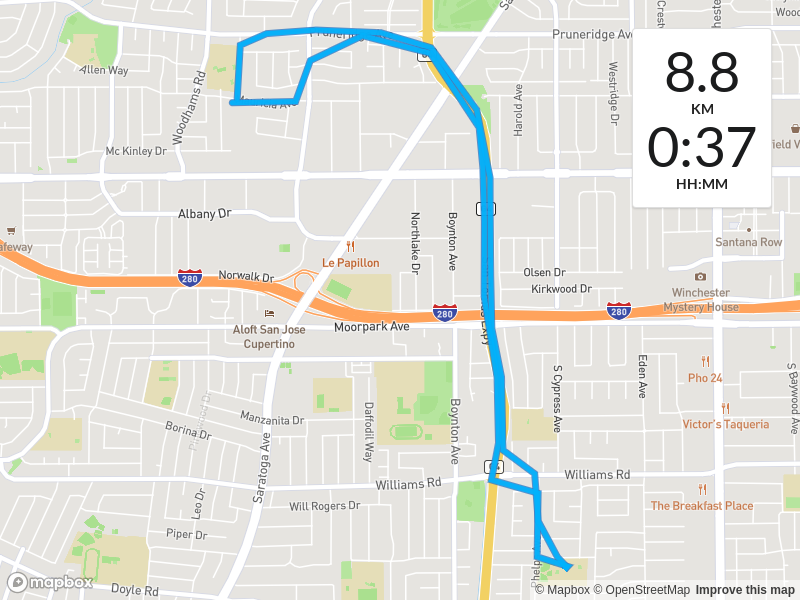 Pruneridge Ave
Allen Way
Woodhams Rd
Mc Kinley Dr
Harold Ave
Westridge Dr
8.8
KM
0:37
HH:MM
Albany Dr
Northlake Dr
Boynton Ave
Santana Row
Le Papillon
Norwalk Dr
280
Olsen Dr
Kirkwood Dr
Winchester
Mystery House
280
280
Aloft San Jose
Cupertino
Moorpark Ave
Expy
S Cypress Ave
Eden Ave
S Baywood Ave
Pho 24
Manzanita Dr
Borina Dr
Daffodil Way
Boynton Ave
Victor's Taqueria
Saratoga Ave
Leo Dr
Williams Rd
Williams Rd
Will Rogers Dr
The Breakfast Place
Piper Dr
Doyle Rd
mapbox
© Mapbox © OpenStreetMap Improve this map